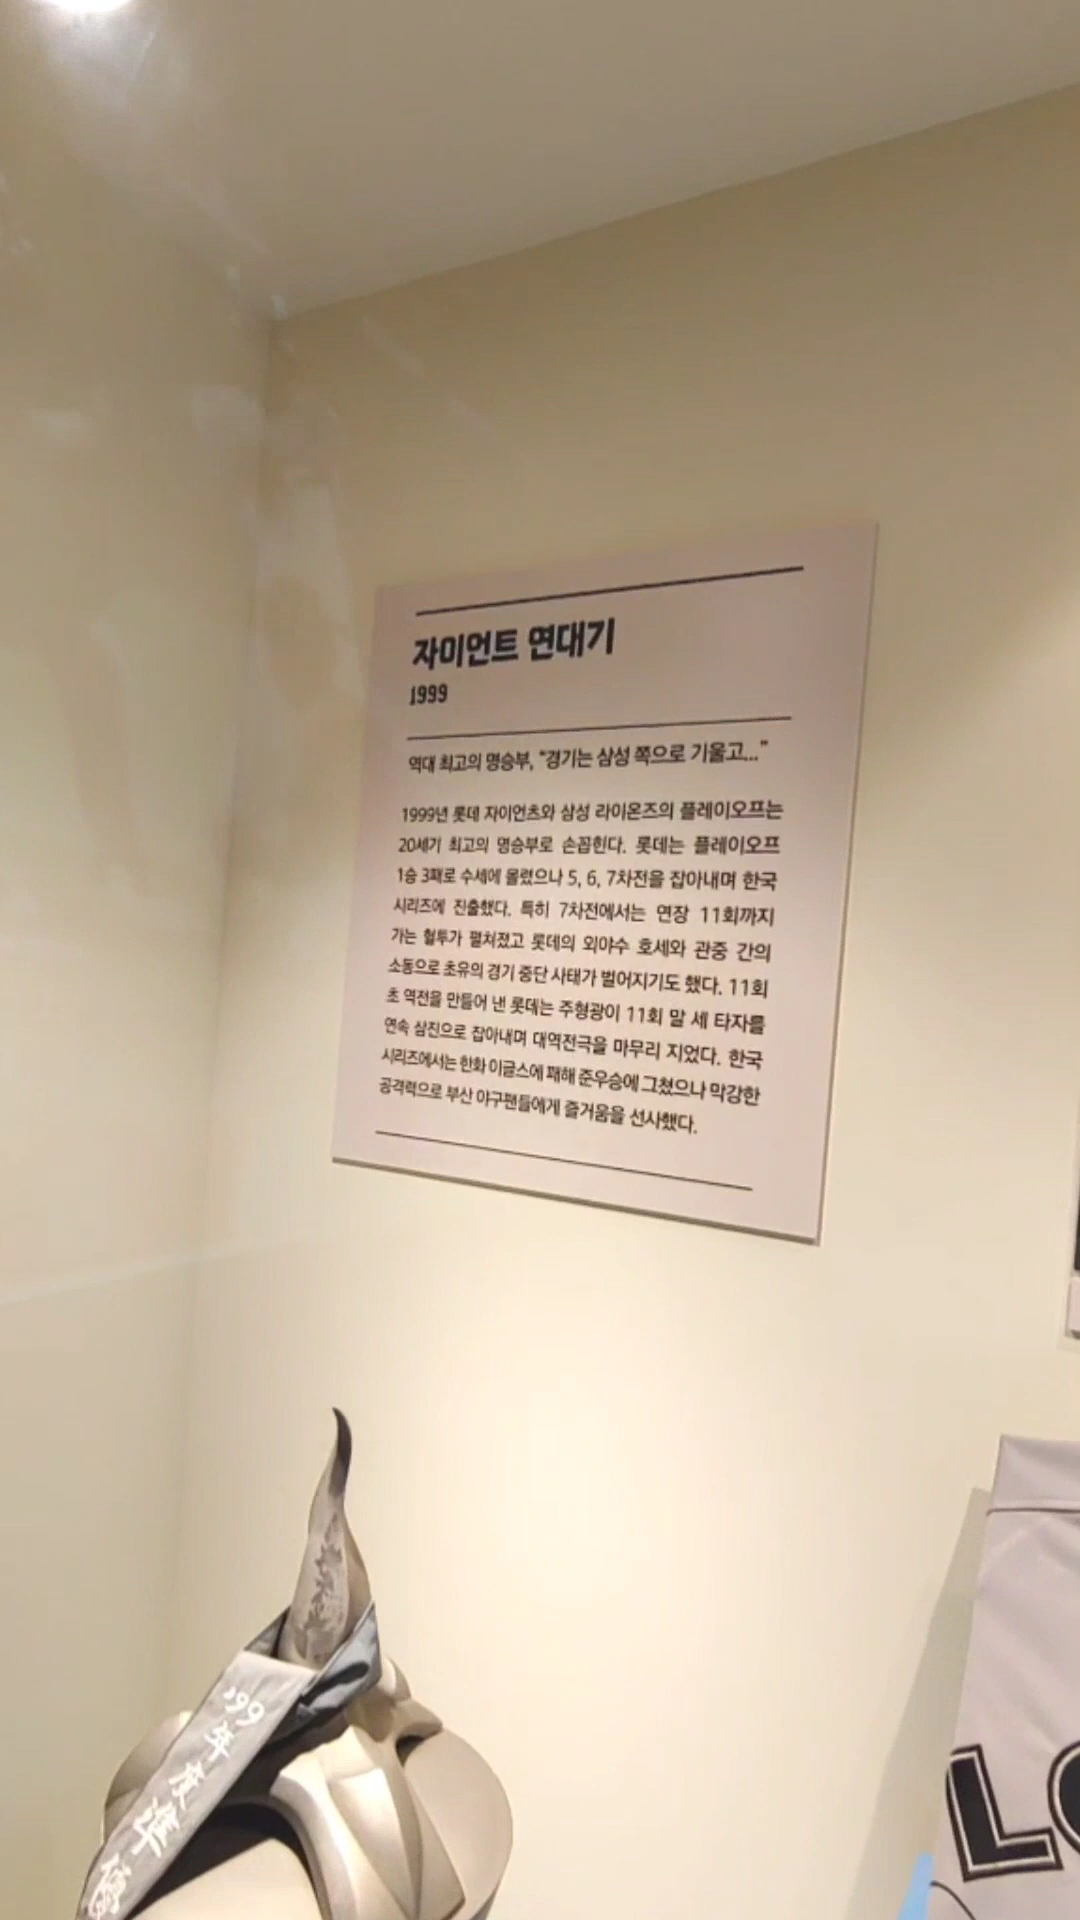 자이언트 연대기
1999
역대 최고의 명승부, “경기는 삼성 쪽으로 기울고...”
1999년 롯데 자이언츠와 삼성 라이온즈의 플레이오프는
20세기 최고의 명승부로 손꼽힌다. 롯데는 플레이오프
1승 3패로 수세에 몰렸으나 5, 6, 7차전을 잡아내며 한국
시리즈에 진출했다. 특히 7차전에서는 연장 11회까지
가는 혈투가 펼쳐졌고 롯데의 외야수 호세와 관중 간의
소동으로 초유의 경기 중단 사태가 벌어지기도 했다. 11회
초 역전을 만들어 낸 롯데는 주형광이 11회 말 세 타자를
연속 삼진으로 잡아내며 대역전극을 마무리 지었다. 한국
시리즈에서는 한화 이글스에 패해 준우승에 그쳤으나 막강한
공격력으로 부산 야구팬들에게 즐거움을 선사했다.
'99年度準優
LO